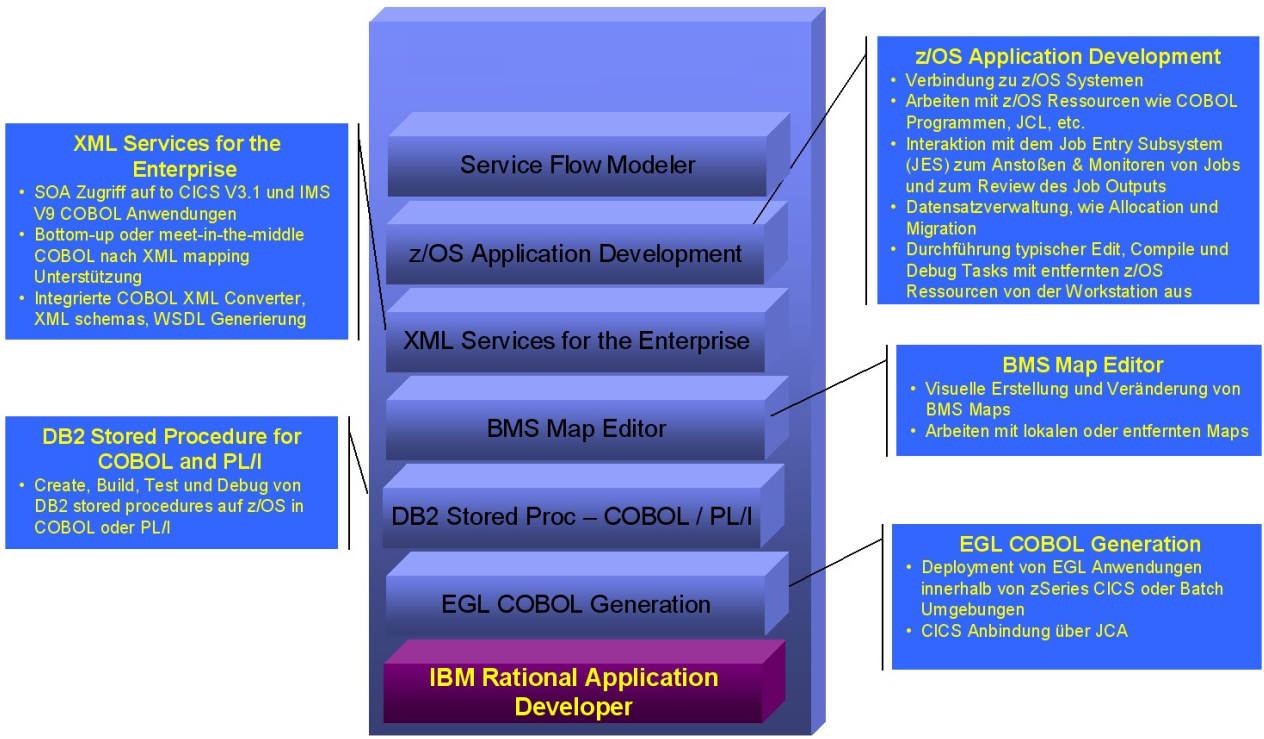 XML Services for the
Enterprise
• SOA Zugriff auf to CICS V3.1 und IMS
V9 COBOL Anwendungen
• Bottom-up oder meet-in-the-middle
COBOL nach XML mapping
Unterstützung
• Integrierte COBOL XML Converter,
XML schemas, WSDL Generierung
DB2 Stored Procedure for
COBOL and PL/I
• Create, Build, Test und Debug von
DB2 stored procedures auf z/OS in
COBOL oder PL/I
Service Flow Modeler
z/OS Application Development
XML Services for the Enterprise
BMS Map Editor
DB2 Stored Proc – COBOL / PL/I
EGL COBOL Generation
IBM Rational Application
Developer
z/OS Application Development
• Verbindung zu z/OS Systemen
• Arbeiten mit z/OS Ressourcen wie COBOL
Programmen, JCL, etc.
• Interaktion mit dem Job Entry Subsystem
(JES) zum Anstoßen & Monitoren von Jobs
und zum Review des Job Outputs
• Datensatzverwaltung, wie Allocation und
Migration
• Durchführung typischer Edit, Compile und
Debug Tasks mit entfernten z/OS
Ressourcen von der Workstation aus
BMS Map Editor
• Visuelle Erstellung und Veränderung von
BMS Maps
• Arbeiten mit lokalen oder entfernten Maps
EGL COBOL Generation
• Deployment von EGL Anwendungen
innerhalb von zSeries CICS oder Batch
Umgebungen
• CICS Anbindung über JCA